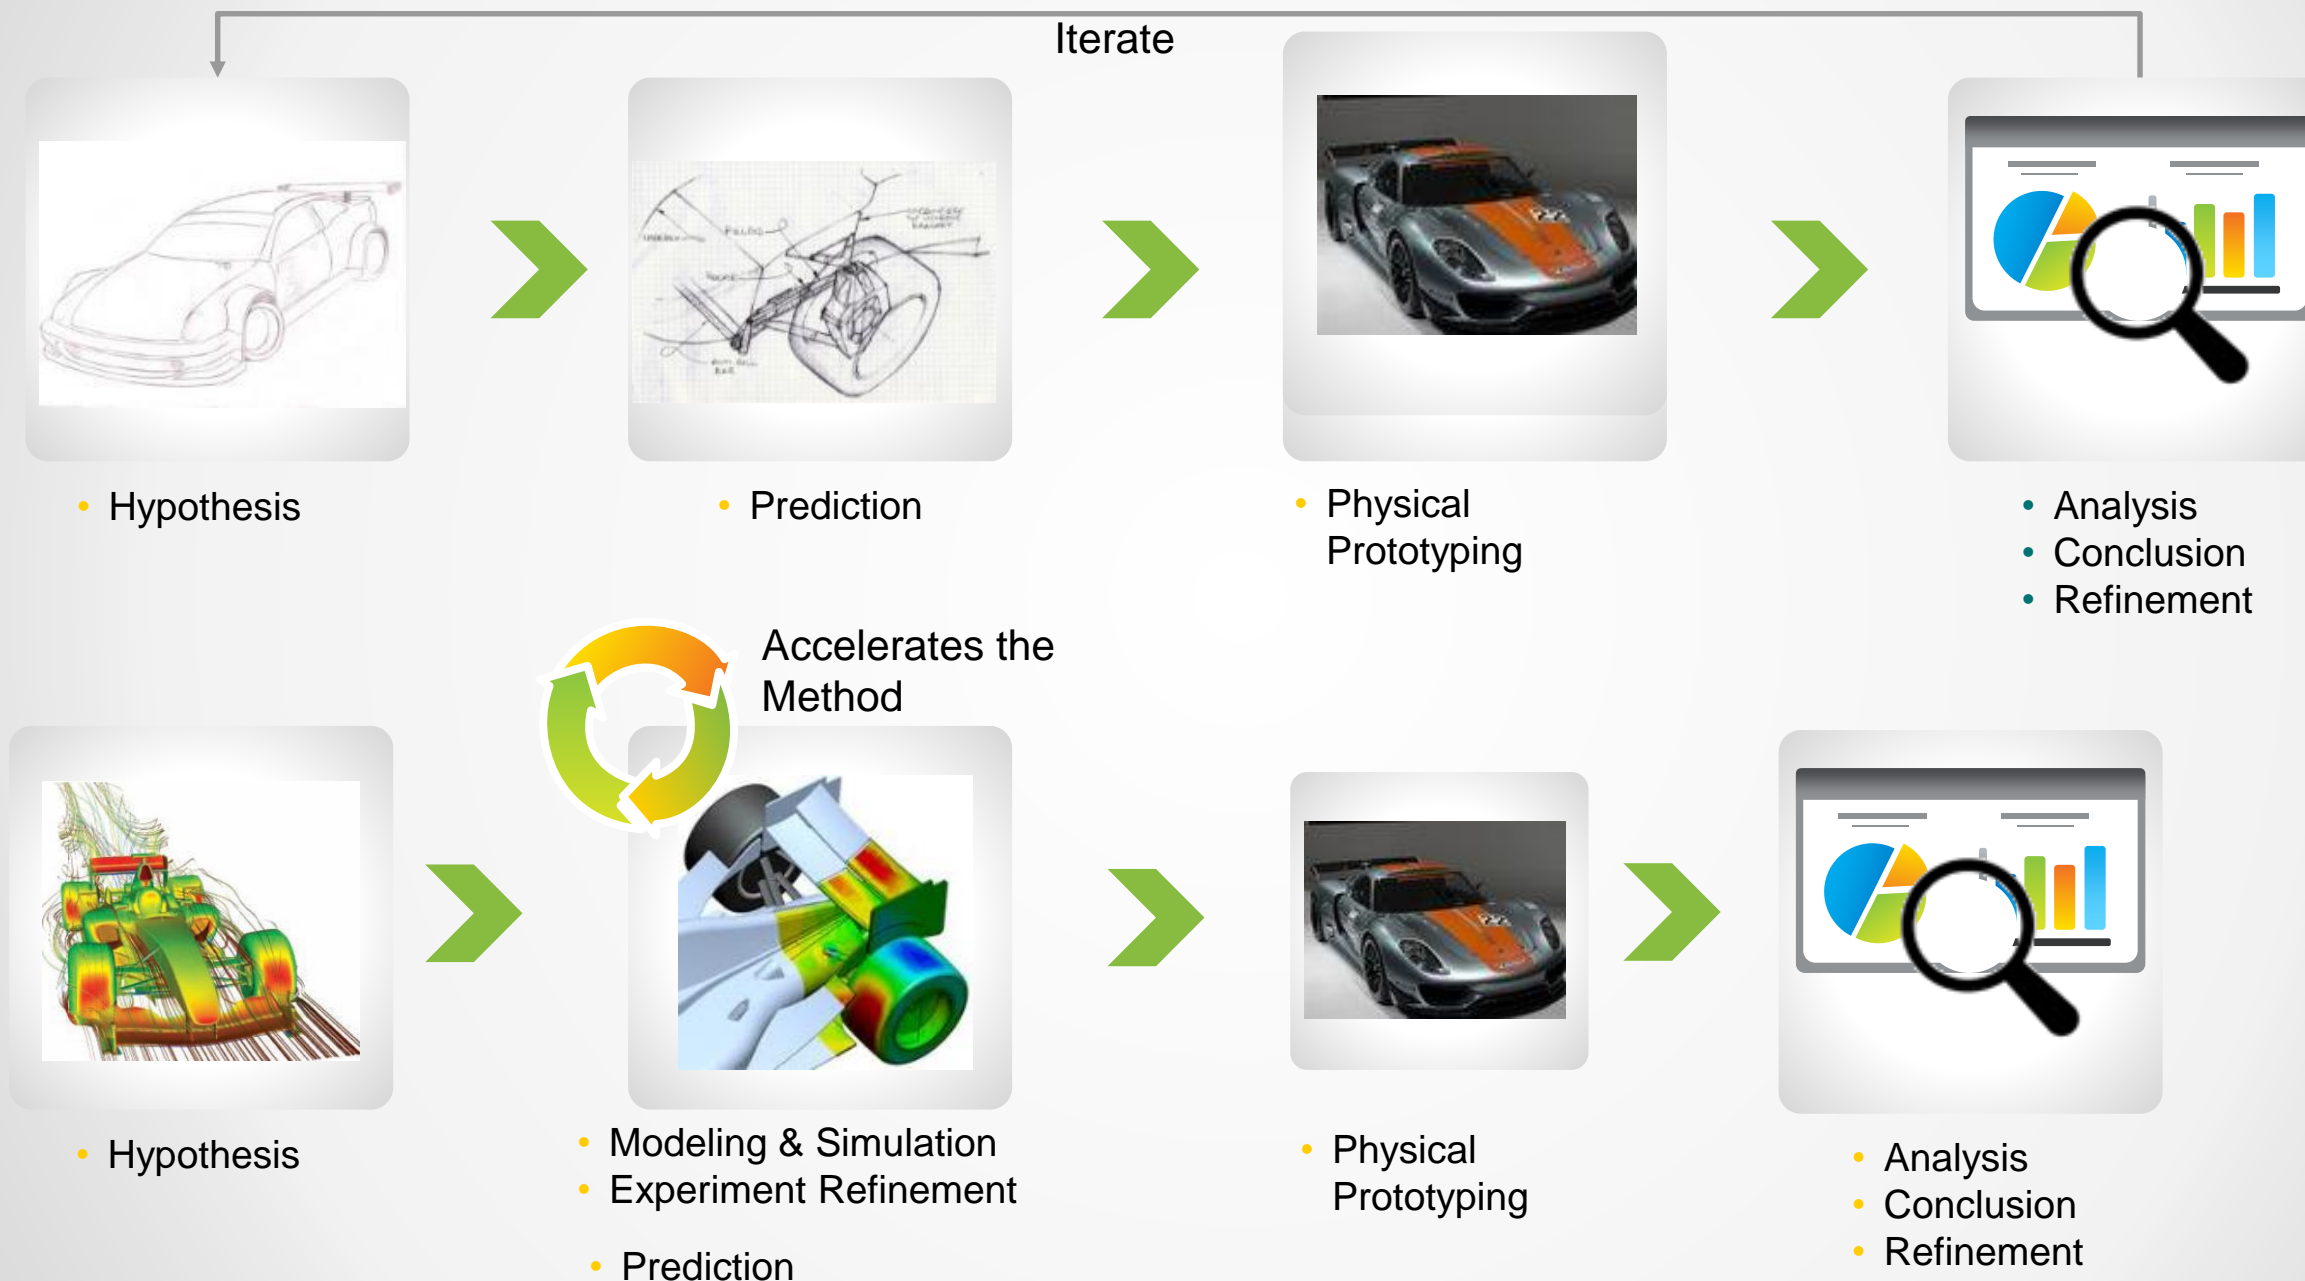 Iterate
Hypothesis
Prediction
Physical
Prototyping
Analysis
Conclusion
Refinement
Accelerates the
Method
Hypothesis
Modeling & Simulation
Experiment Refinement
Prediction
Physical
Prototyping
Analysis
Conclusion
Refinement